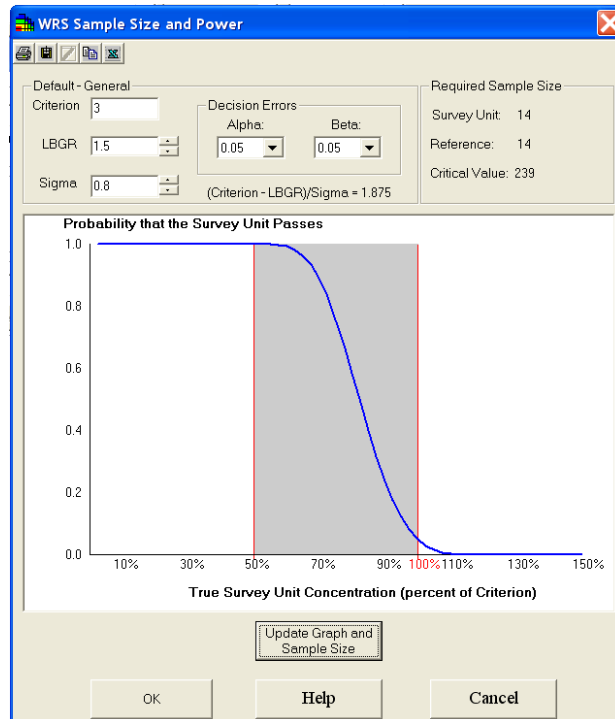 WRS Sample Size and Power
Default - General
Criterion 3
LBGR 1.5
Sigma 0.8
Decision Errors
Alpha: Beta:
0.05 0.05
(Criterion - LBGR)/Sigma = 1.875
Required Sample Size
Survey Unit: 14
Reference: 14
Critical Value: 239
Probability that the Survey Unit Passes
1.0
0.8
0.6
0.4
0.2
0.0
10% 30% 50% 70% 90% 100% 110% 130% 150%
True Survey Unit Concentration (percent of Criterion)
Update Graph and
Sample Size
OK Help Cancel